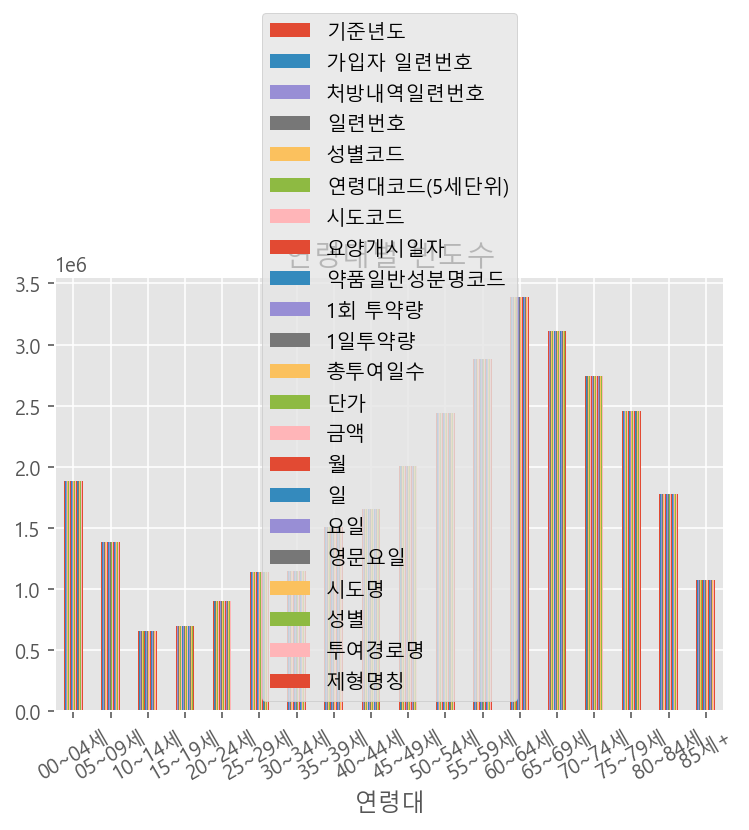 기준년도
가입자 일련번호
처방내역일련번호
일련번호
성별코드
연령대코드(5세단위)
시도코드
요양개시일자
약품일반성분명코드
1회 투약량
1일투약량
총투여일수
단가
금액
월
일
요일
영문요일
시도명
성별
투여경로명
제형명칭
연령대별 빈도수
1e6
3.5
3.0
2.5
2.0
1.5
1.0
0.5
0.0
00~04세
05~09세
10~14세
15~19세
20~24세
25~29세
30~34세
35~39세
40~44세
45~49세
50~54세
55~59세
60~64세
65~69세
70~74세
75~79세
80~84세
85세+
연령대